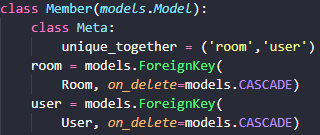 class Member(models.Model):
    class Meta:
        unique_together = ('room','user')
    room = models.ForeignKey(
        Room, on_delete=models.CASCADE)
    user = models.ForeignKey(
        User, on_delete=models.CASCADE)